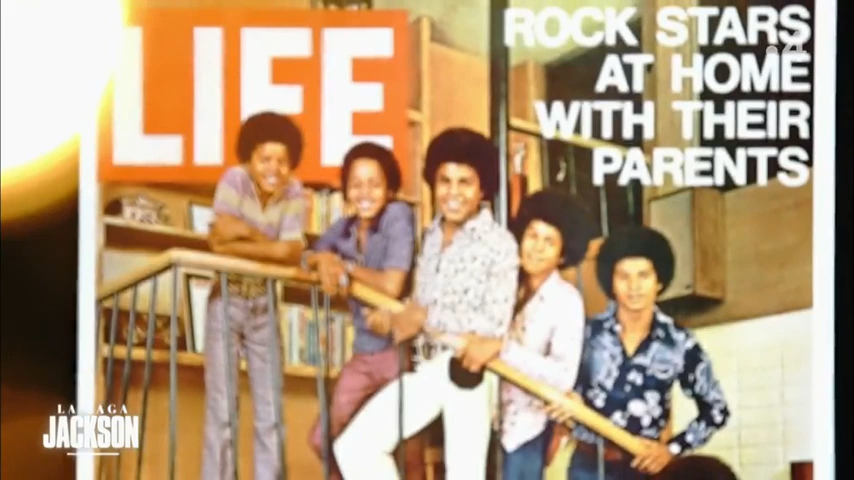 LIFE
ROCK STARS
AT HOME
WITH THEIR
PARENTS
LA SAGA
JACKSON